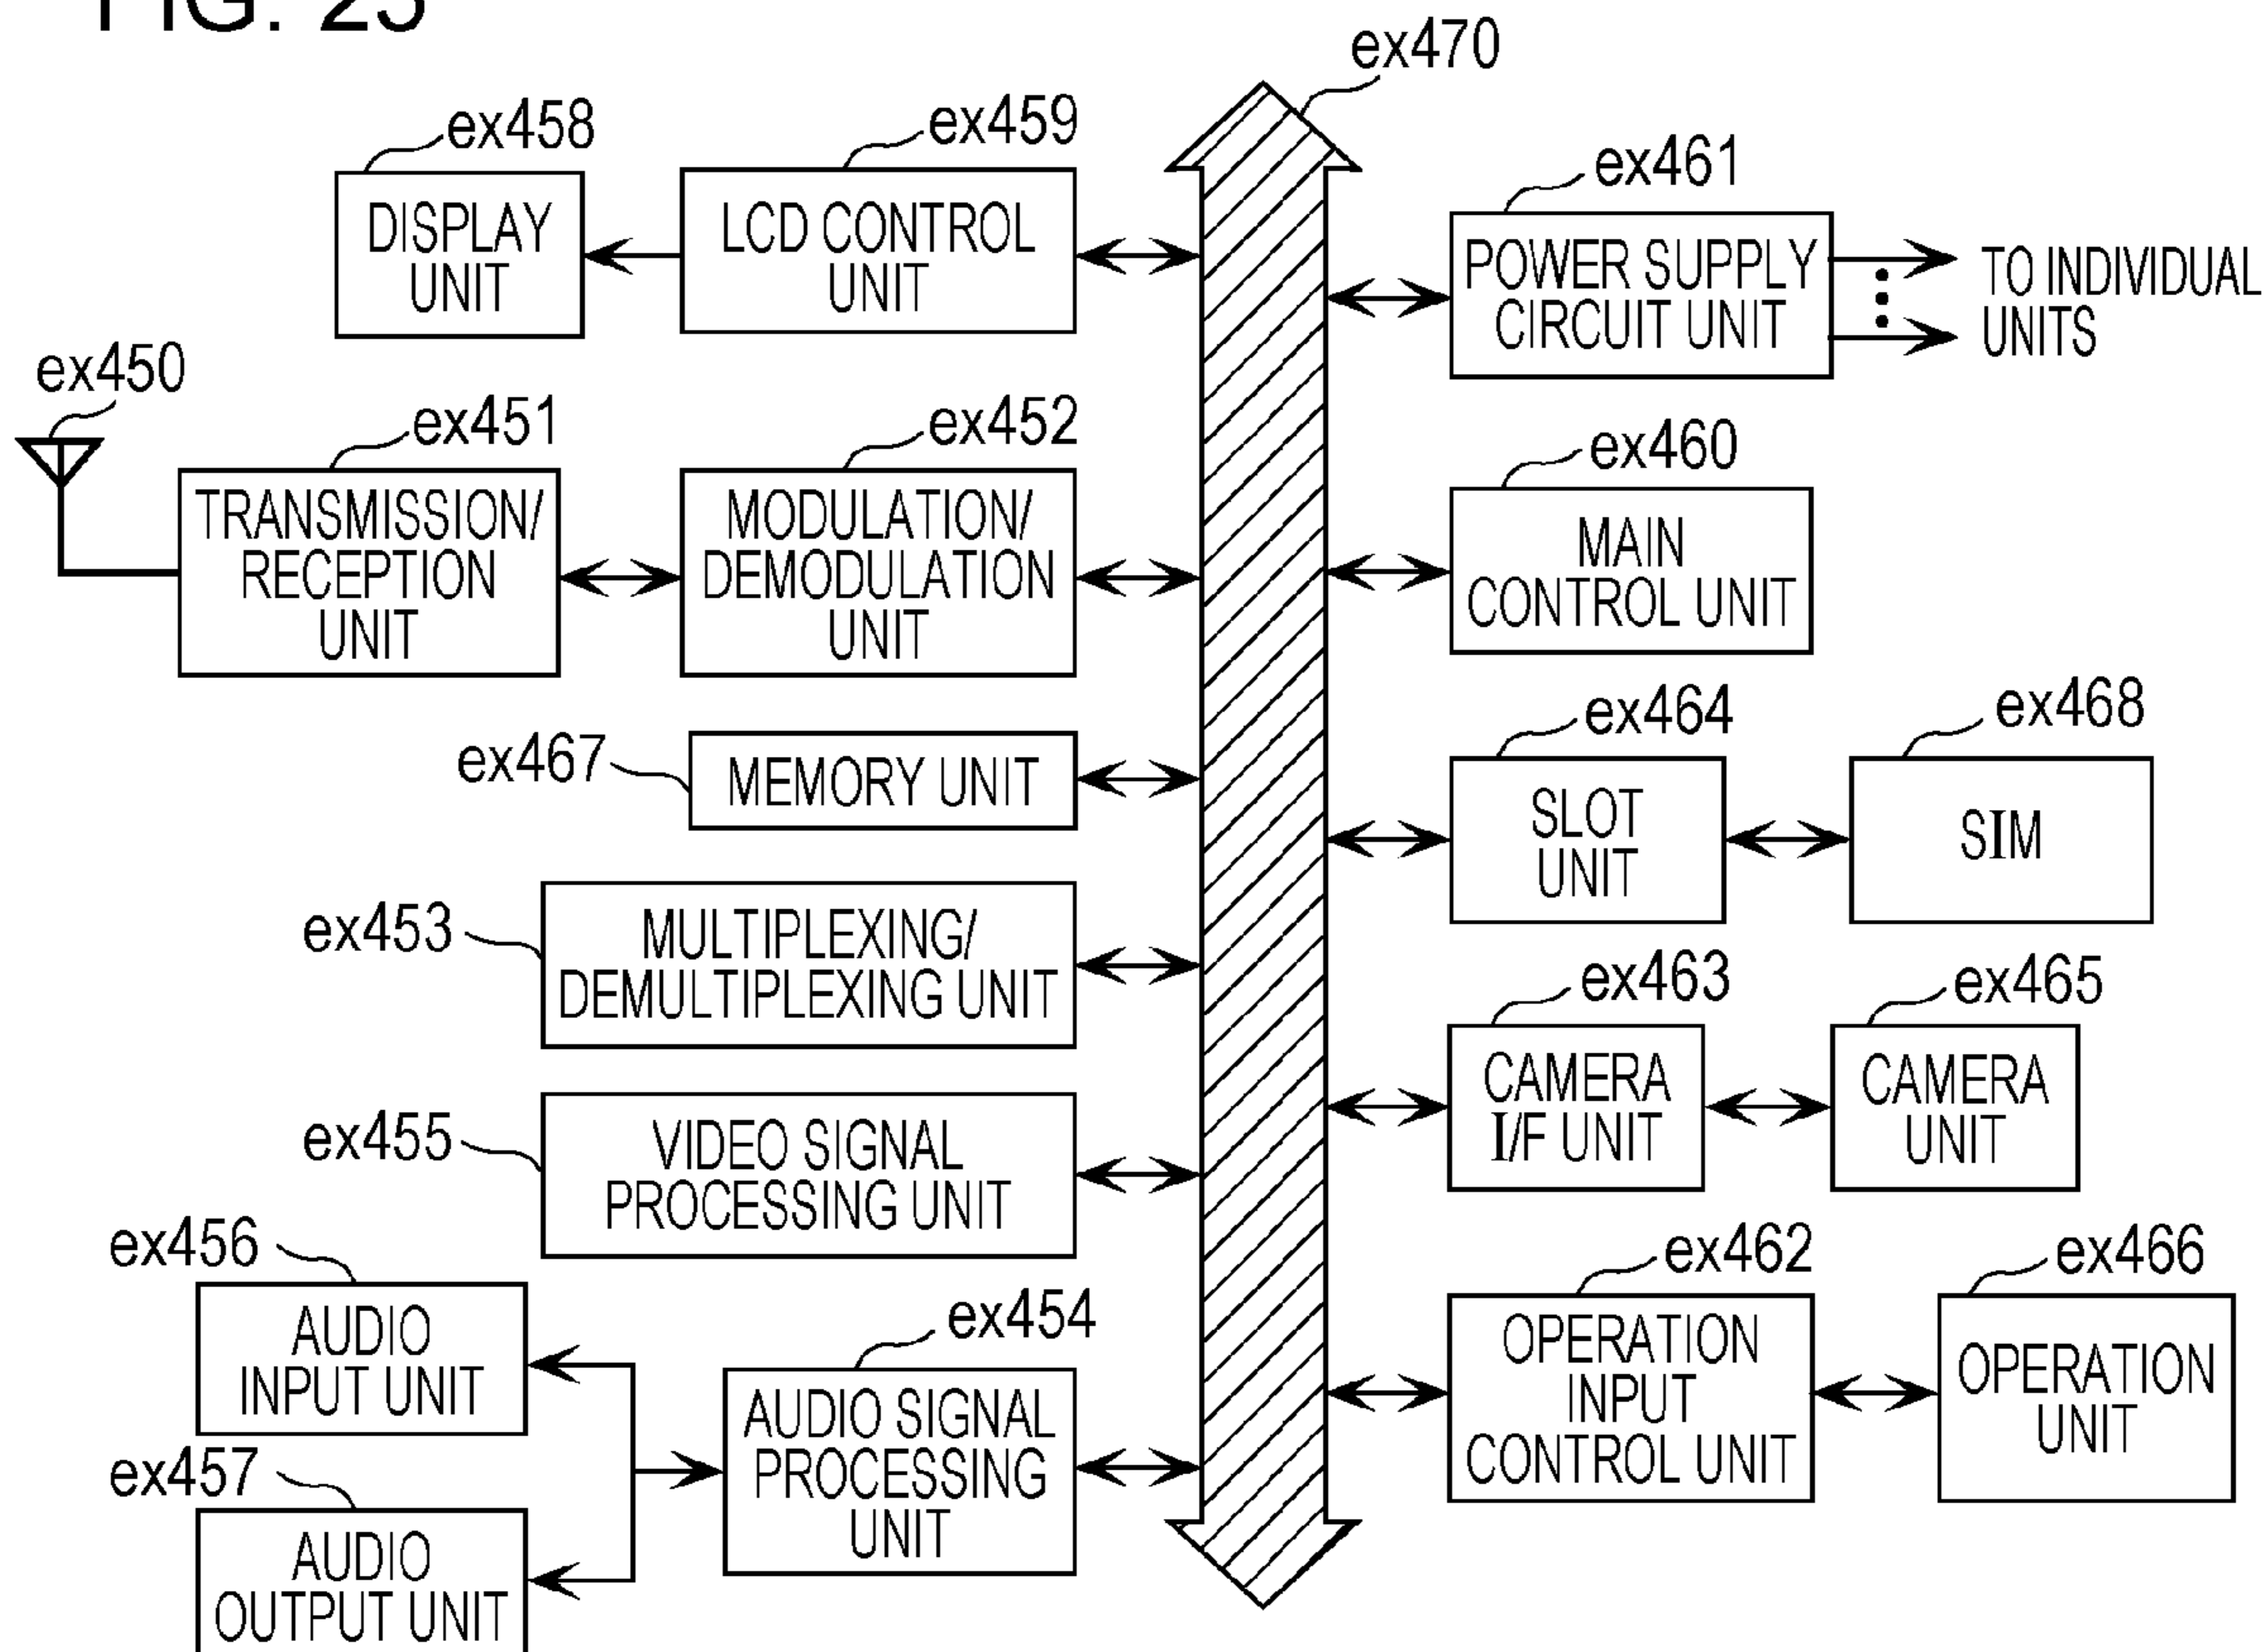 FIG. 25
ex470
ex458
ex459
ex461
DISPLAY
UNIT
LCD CONTROL
UNIT
POWER SUPPLY
CIRCUIT UNIT
TO INDIVIDUAL
UNITS
ex450
ex451
ex452
ex460
TRANSMISSION/
RECEPTION
UNIT
MODULATION/
DEMODULATION
UNIT
MAIN
CONTROL UNIT
ex467
MEMORY UNIT
ex464
ex468
SLOT
UNIT
SIM
ex453
MULTIPLEXING/
DEMULTIPLEXING UNIT
ex463
ex465
CAMERA
I/F UNIT
CAMERA
UNIT
ex455
VIDEO SIGNAL
PROCESSING UNIT
ex456
AUDIO
INPUT UNIT
ex454
AUDIO SIGNAL
PROCESSING
UNIT
ex462
ex466
OPERATION
INPUT
CONTROL UNIT
OPERATION
UNIT
ex457
AUDIO
OUTPUT UNIT